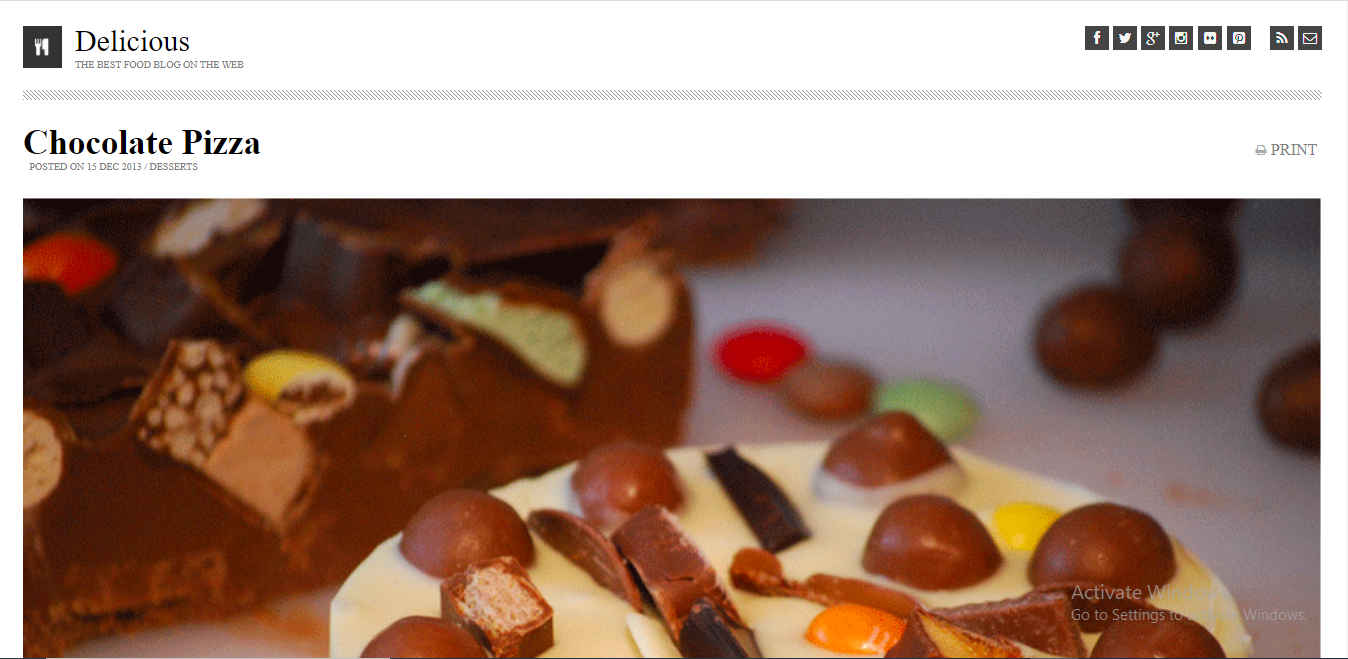 Delicious
THE BEST FOOD BLOG ON THE WEB
Chocolate Pizza
POSTED ON 15 DEC 2013 / DESSERTS
PRINT
Activate Windows
Go to Settings to activate Windows.